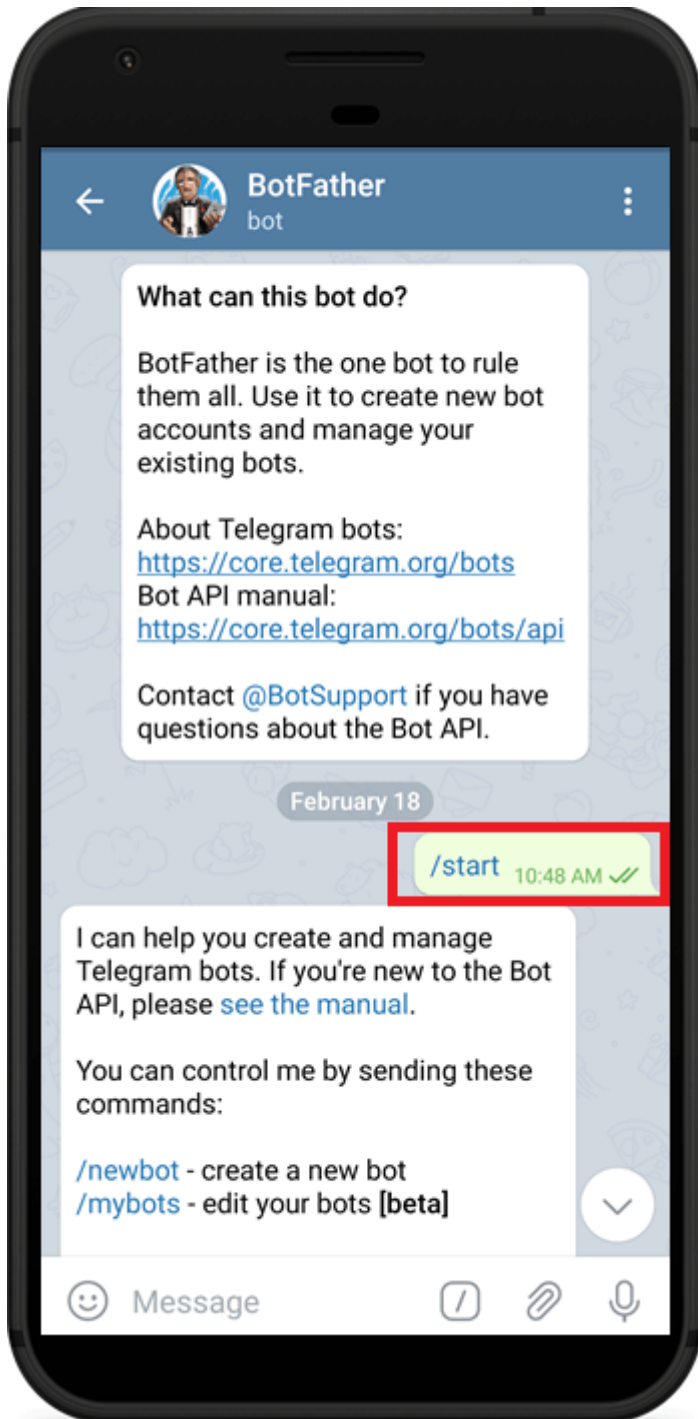 BotFather
bot
What can this bot do?
BotFather is the one bot to rule
them all. Use it to create new bot
accounts and manage your
existing bots.
About Telegram bots:
https://core.telegram.org/bots
Bot API manual:
https://core.telegram.org/bots/api
Contact @BotSupport if you have
questions about the Bot API.
February 18
/start 10:48 AM
I can help you create and manage
Telegram bots. If you're new to the Bot
API, please see the manual.
You can control me by sending these
commands:
/newbot - create a new bot
/mybots - edit your bots [beta]
Message